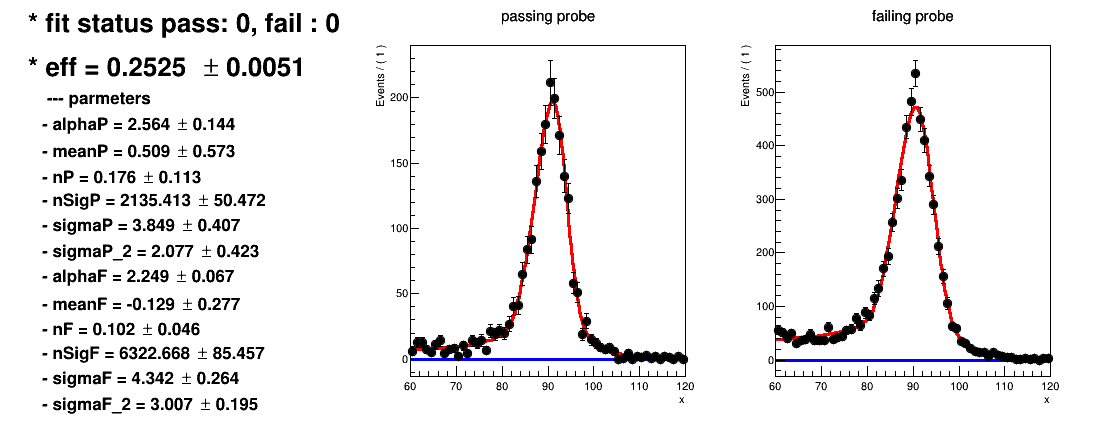 * fit status pass: 0, fail : 0
* eff = 0.2525 ± 0.0051
--- parmeters
- alphaP = 2.564 ± 0.144
- meanP = 0.509 ± 0.573
- nP = 0.176 ± 0.113
- nSigP = 2135.413 ± 50.472
- sigmaP = 3.849 ± 0.407
- sigmaP_2 = 2.077 ± 0.423
- alphaF = 2.249 ± 0.067
- meanF = -0.129 ± 0.277
- nF = 0.102 ± 0.046
- nSigF = 6322.668 ± 85.457
- sigmaF = 4.342 ± 0.264
- sigmaF_2 = 3.007 ± 0.195
passing probe
Events / ( 1 )
200
150
100
50
0
60 70 80 90 100 110 120
x
failing probe
Events / ( 1 )
500
400
300
200
100
0
60 70 80 90 100 110 120
x